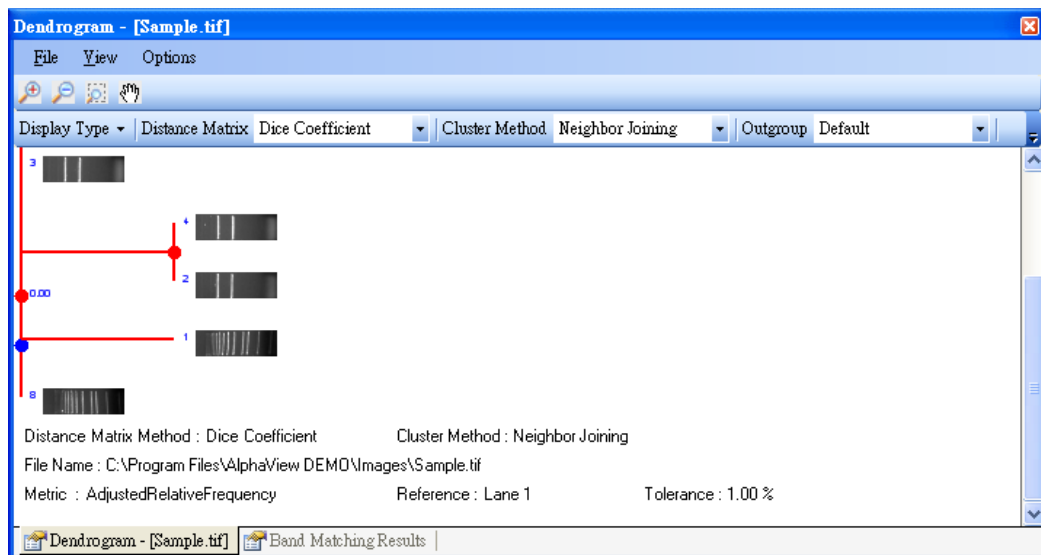 Dendrogram - [Sample.tif]
File View Options
Display Type Distance Matrix Dice Coefficient Cluster Method Neighbor Joining Outgroup Default
3
4
2
0.00
1
8
Distance Matrix Method : Dice Coefficient Cluster Method : Neighbor Joining
File Name : C:\Program Files\AlphaView DEMO\Images\Sample.tif
Metric : AdjustedRelativeFrequency Reference : Lane 1 Tolerance : 1.00 %
Dendrogram - [Sample.tif] Band Matching Results